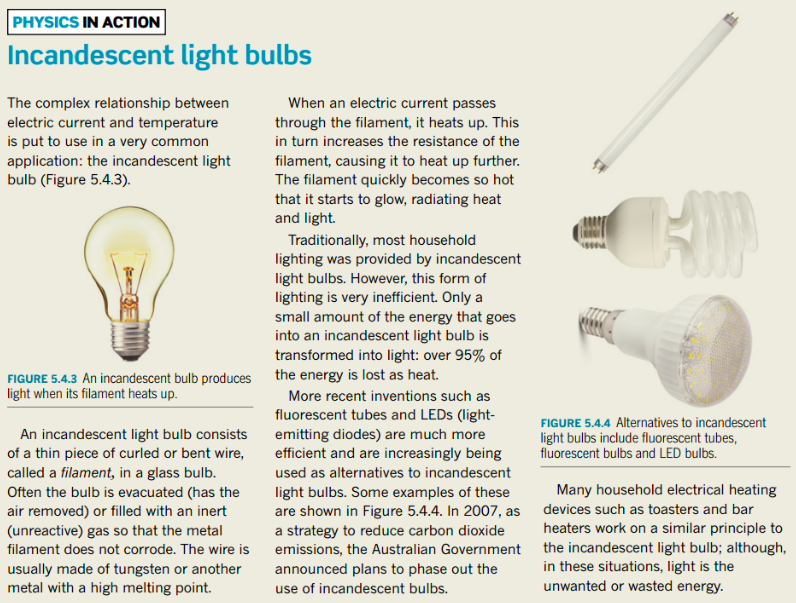 PHYSICS IN ACTION
Incandescent light bulbs
The complex relationship between
electric current and temperature
is put to use in a very common
application: the incandescent light
bulb (Figure 5.4.3).
FIGURE 5.4.3 An incandescent bulb produces
light when its filament heats up.
An incandescent light bulb consists
of a thin piece of curled or bent wire,
called a filament, in a glass bulb.
Often the bulb is evacuated (has the
air removed) or filled with an inert
(unreactive) gas so that the metal
filament does not corrode. The wire is
usually made of tungsten or another
metal with a high melting point.
When an electric current passes
through the filament, it heats up. This
in turn increases the resistance of the
filament, causing it to heat up further.
The filament quickly becomes so hot
that it starts to glow, radiating heat
and light.
Traditionally, most household
lighting was provided by incandescent
light bulbs. However, this form of
lighting is very inefficient. Only a
small amount of the energy that goes
into an incandescent light bulb is
transformed into light: over 95% of
the energy is lost as heat.
More recent inventions such as
fluorescent tubes and LEDs (light-
emitting diodes) are much more
efficient and are increasingly being
used as alternatives to incandescent
light bulbs. Some examples of these
are shown in Figure 5.4.4. In 2007, as
a strategy to reduce carbon dioxide
emissions, the Australian Government
announced plans to phase out the
use of incandescent bulbs.
FIGURE 5.4.4 Alternatives to incandescent
light bulbs include fluorescent tubes,
fluorescent bulbs and LED bulbs.
Many household electrical heating
devices such as toasters and bar
heaters work on a similar principle to
the incandescent light bulb; although,
in these situations, light is the
unwanted or wasted energy.